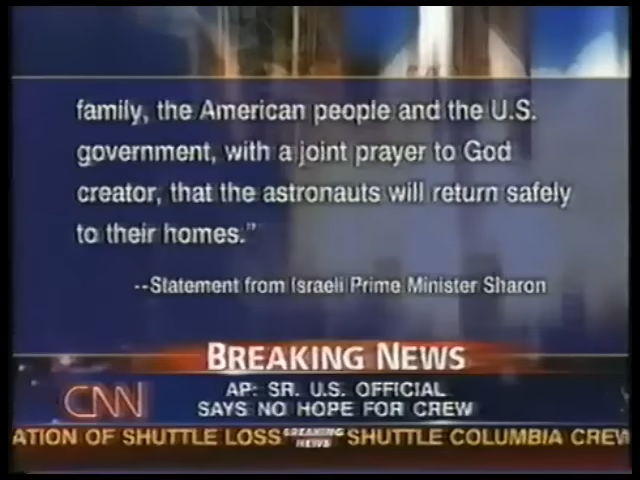 family, the American people and the U.S.
government, with a joint prayer to God
creator, that the astronauts will return safely
to their homes."
--Statement from Israeli Prime Minister Sharon
BREAKING NEWS
CNN
AP: SR. U.S. OFFICIAL
SAYS NO HOPE FOR CREW
ATION OF SHUTTLE LOSS BREAKING NEWS SHUTTLE COLUMBIA CREW